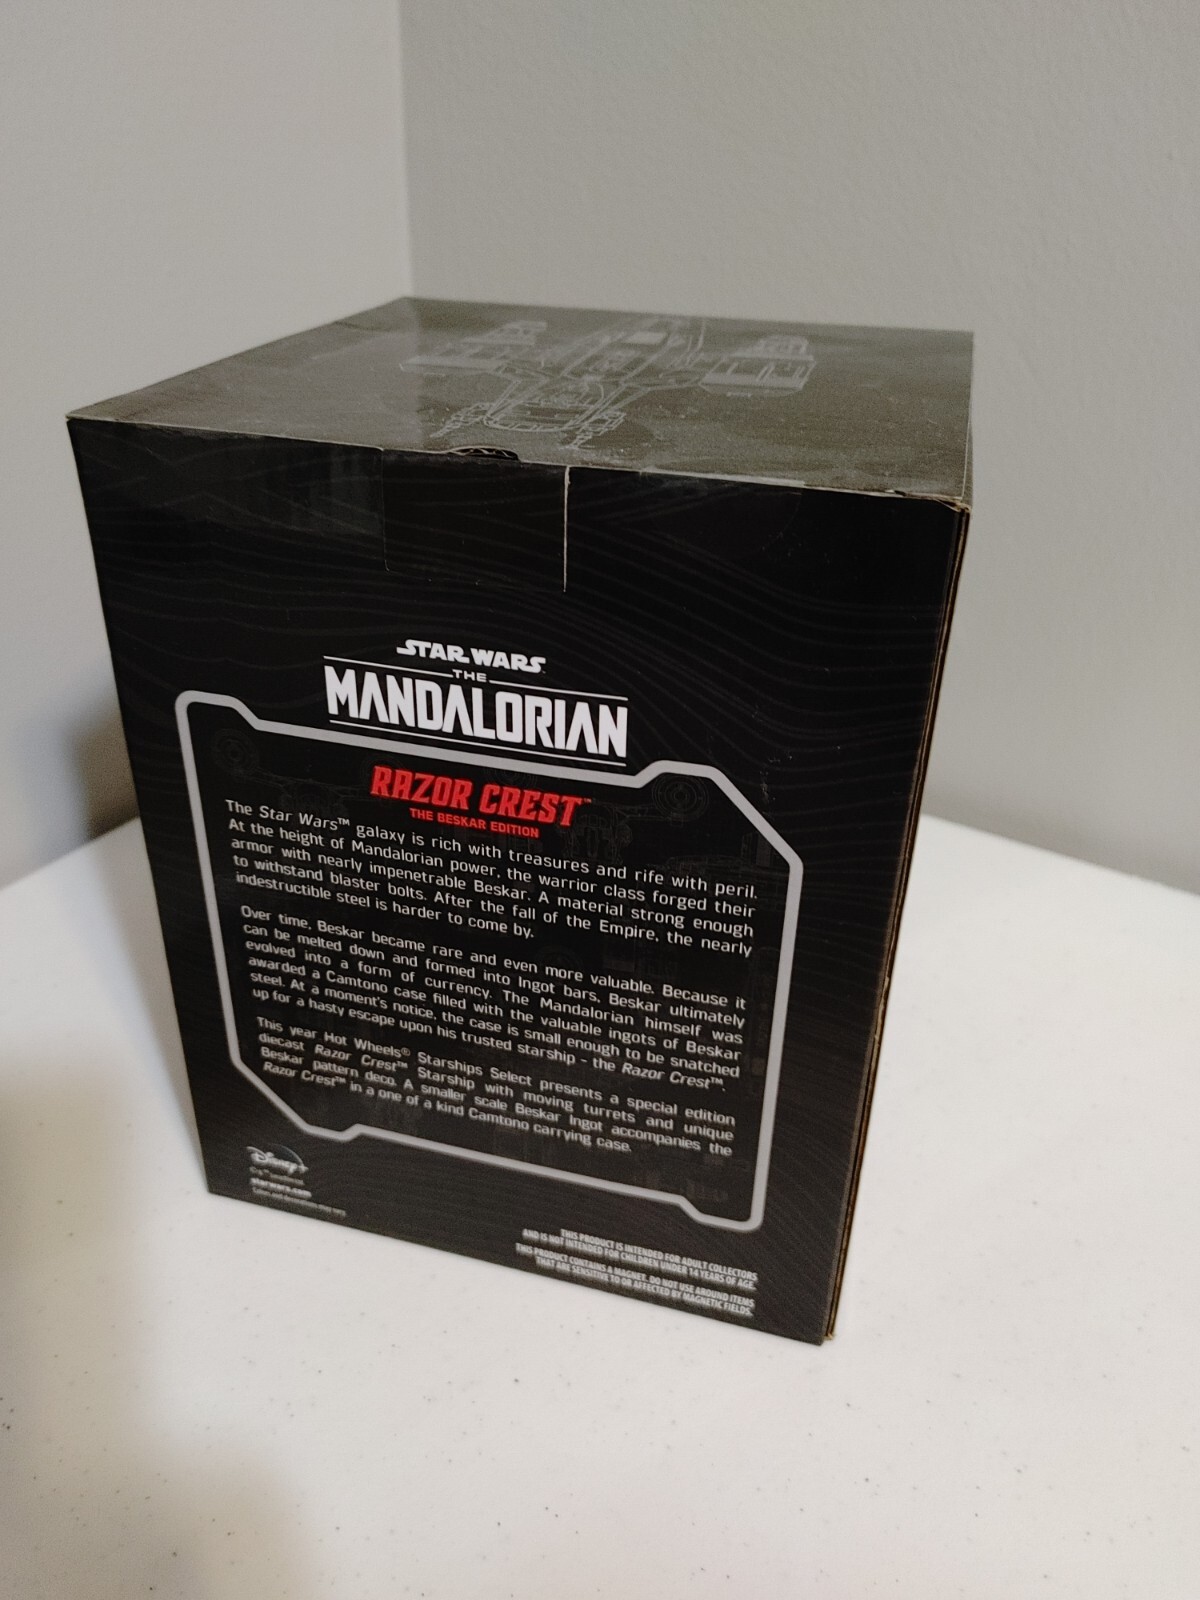 STAR WARS
THE
MANDALORIAN
RAZOR CREST™
THE BESKAR EDITION
The Star Wars™ galaxy is rich with treasures and rife with peril.
At the height of Mandalorian power, the warrior class forged their
armor with nearly impenetrable Beskar. A material strong enough
to withstand blaster bolts. After the fall of the Empire, the nearly
indestructible steel is harder to come by.
Over time, Beskar became rare and even more valuable. Because it
can be melted down and formed into Ingot bars, Beskar ultimately
evolved into a form of currency. The Mandalorian himself was
awarded a Camtono case filled with the valuable ingots of Beskar
steel. At a moment's notice, the case is small enough to be snatched
up for a hasty escape upon his trusted starship - the Razor Crest™.
This year Hot Wheels® Starships Select presents a special edition
diecast Razor Crest™ Starship with moving turrets and unique
Beskar pattern deco. A smaller scale Beskar Ingot accompanies the
Razor Crest™ in a one of a kind Camtono carrying case.
Disney+
starwars.com
Colors and decorations may vary.
THIS PRODUCT IS INTENDED FOR ADULT COLLECTORS
AND IS NOT INTENDED FOR CHILDREN UNDER 14 YEARS OF AGE.
THIS PRODUCT CONTAINS A MAGNET. DO NOT USE AROUND ITEMS
THAT ARE SENSITIVE TO OR AFFECTED BY MAGNETIC FIELDS.